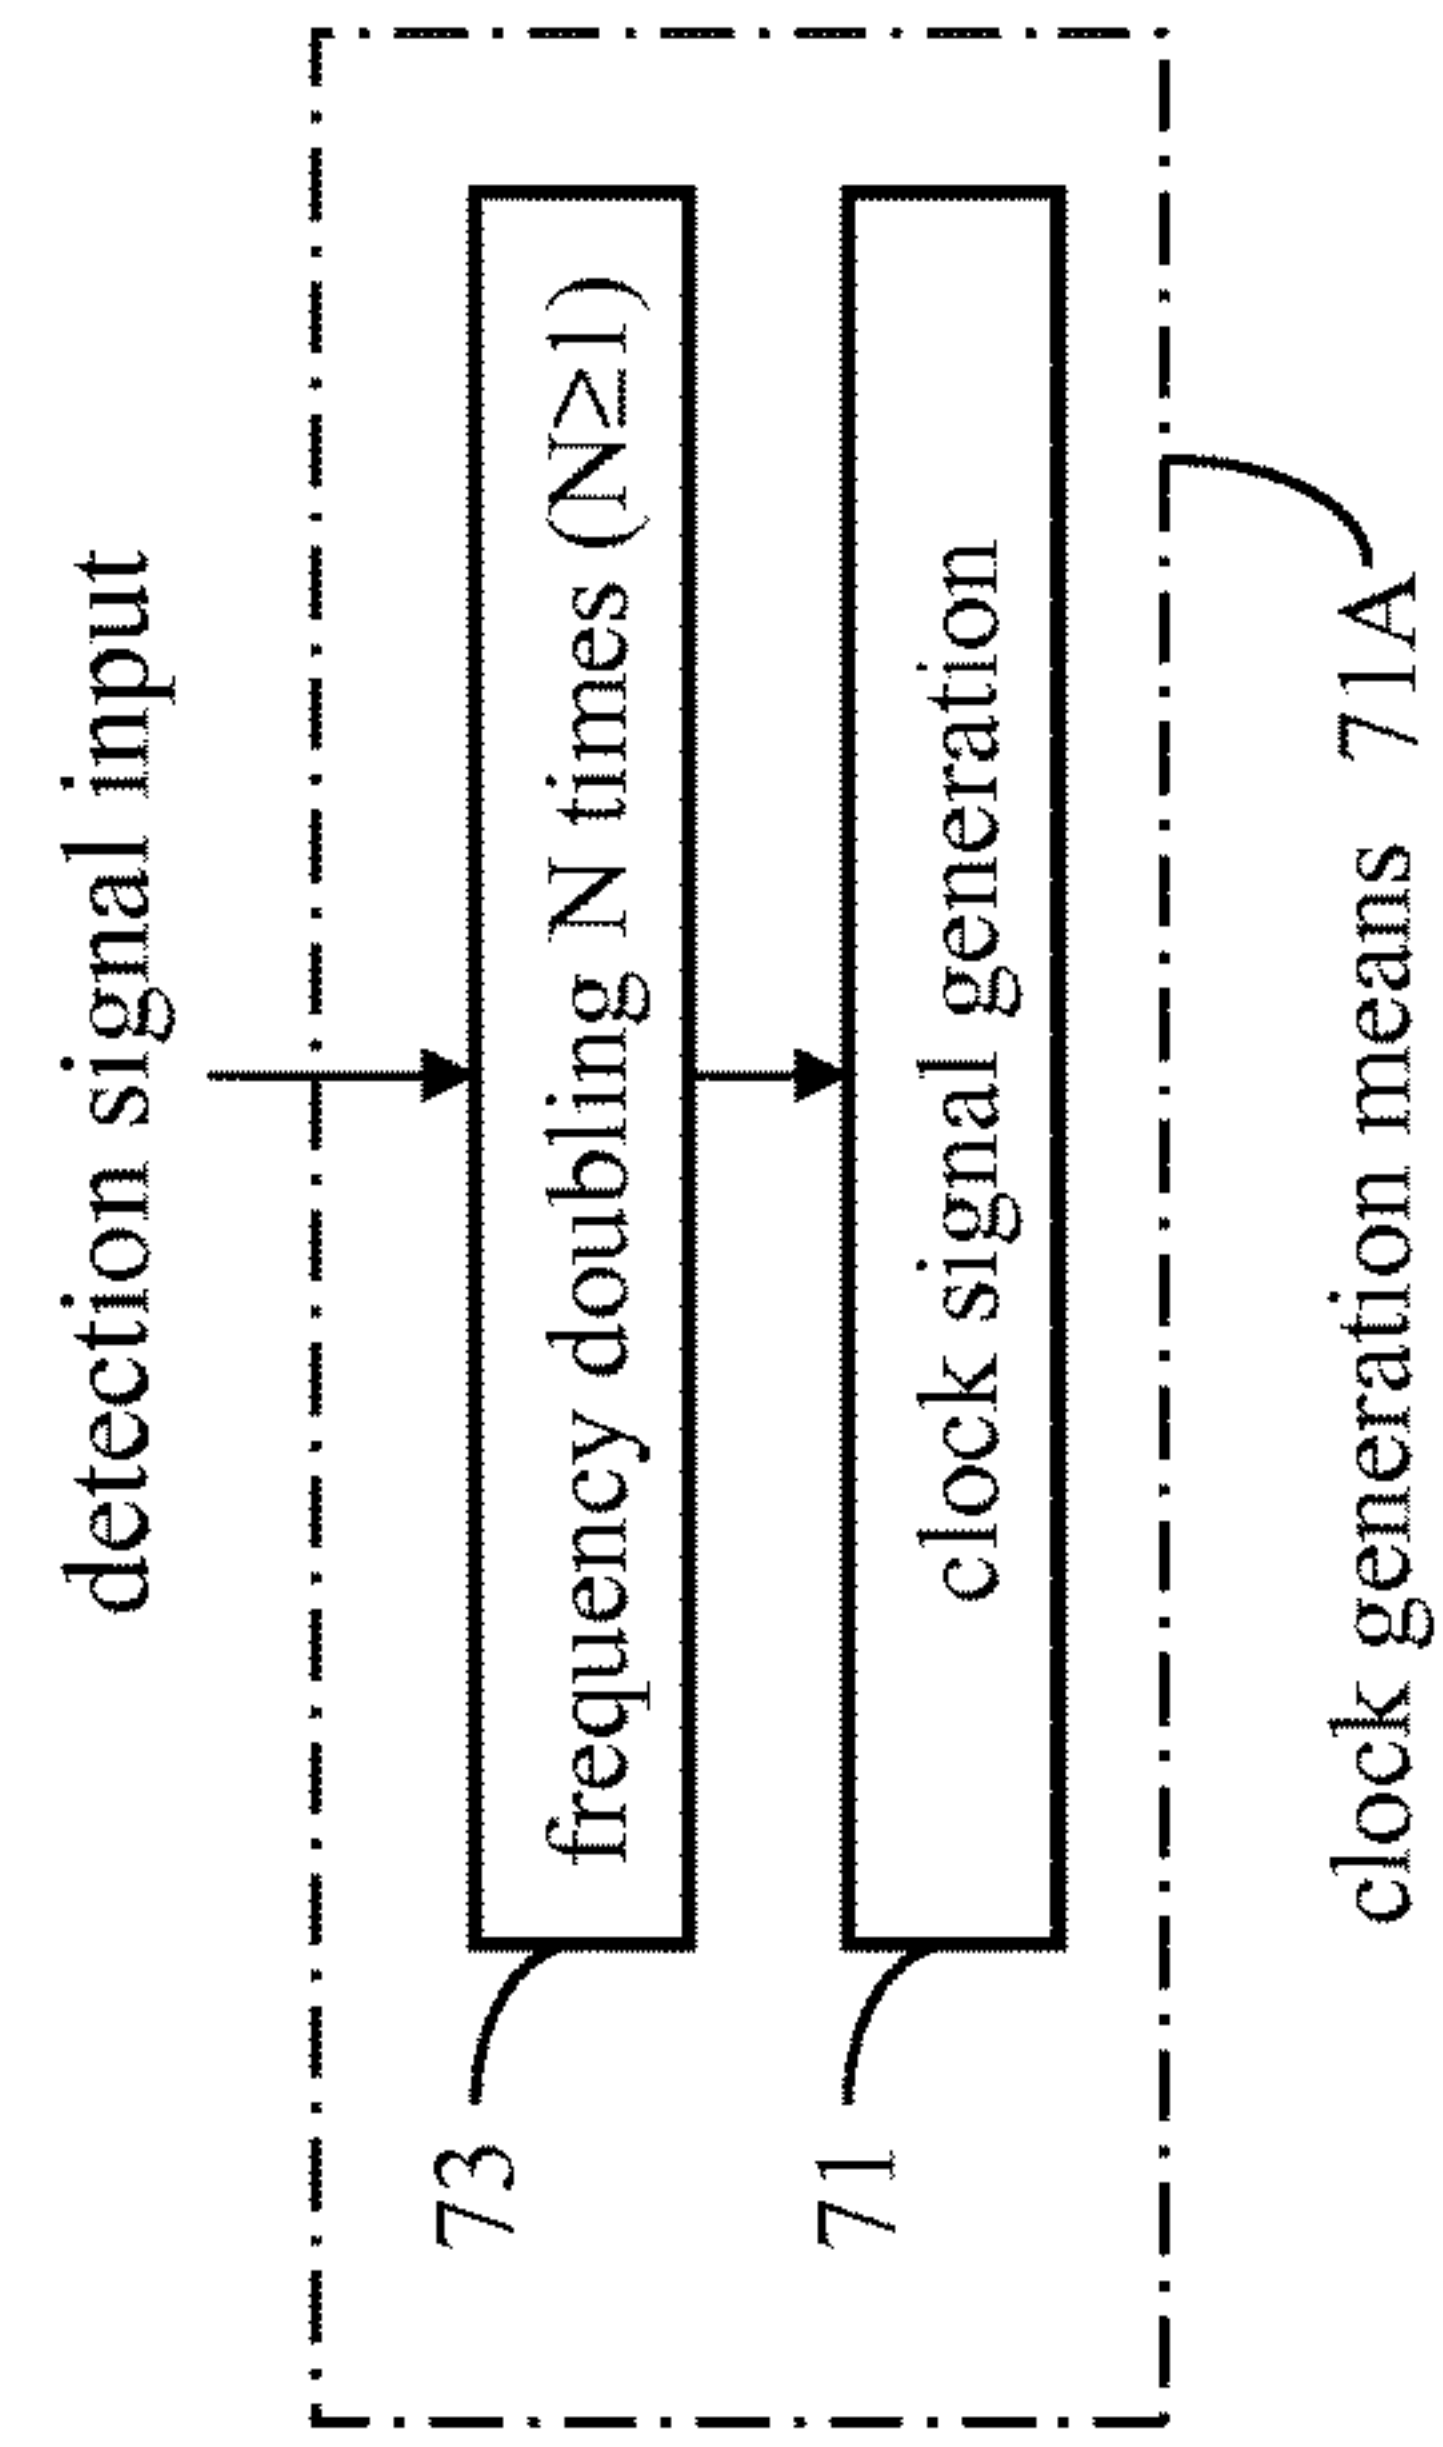 detection signal input
73
frequency doubling N times (N≥1)
71
clock signal generation
clock generation means 71A